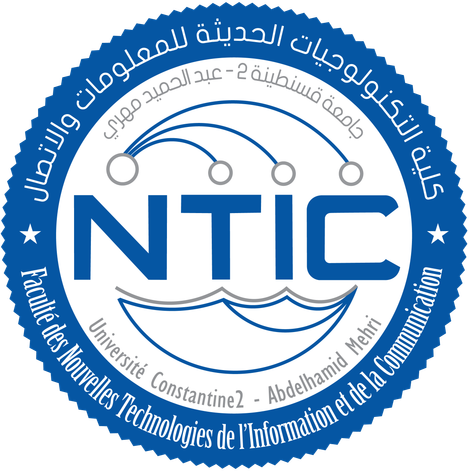 كلية التكنولوجيات الحديثة للمعلومات والاتصال
جامعة قسنطينة 2 - عبد الحميد مهري
NTIC
Université Constantine2 - Abdelhamid Mehri
Faculté des Nouvelles Technologies de l'Information et de la Communication